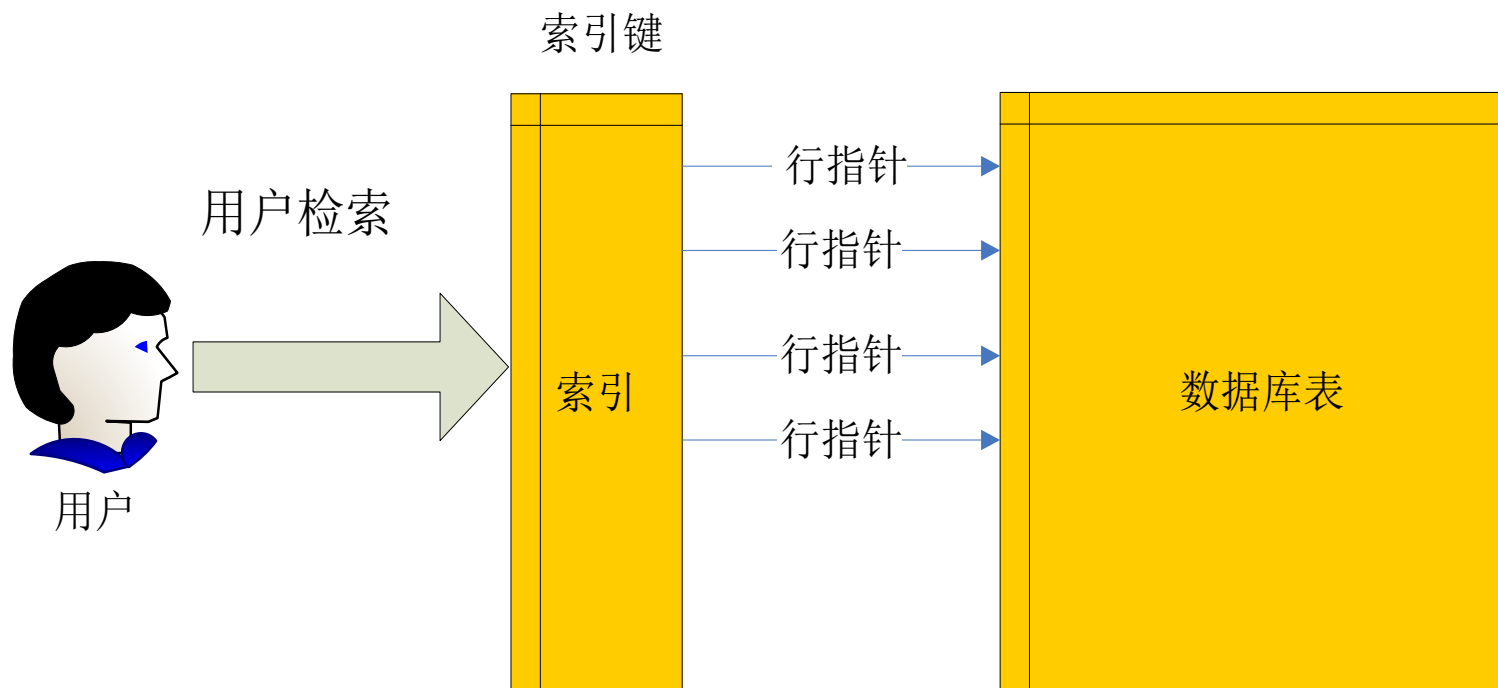 索引键
用户检索
行指针
行指针
行指针
行指针
索引
数据库表
用户